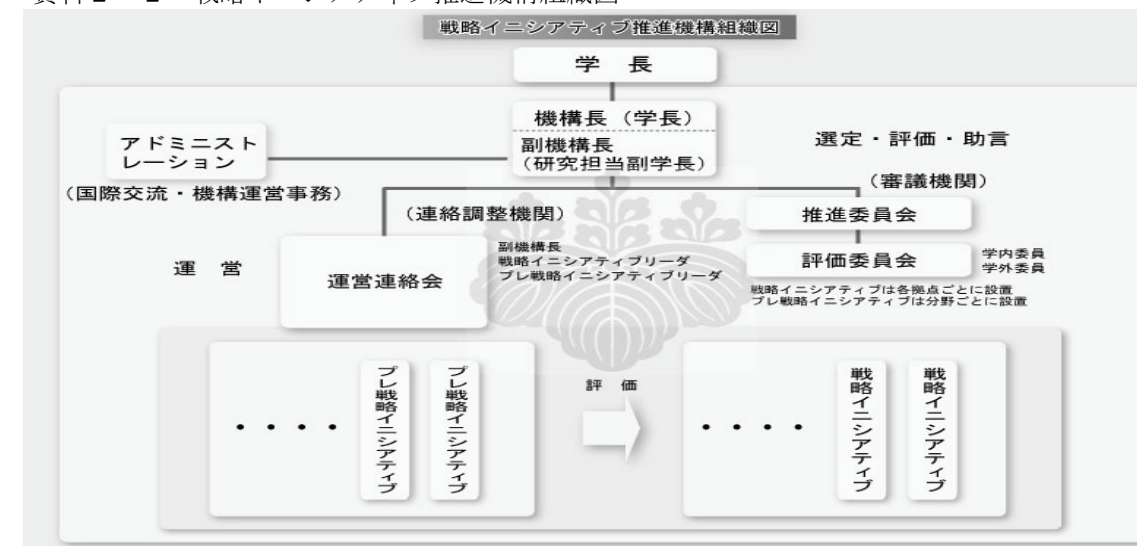 戦略イニシアティブ推進機構組織図
学 長
機構長（学長）
副機構長
（研究担当副学長）
アドミニスト
レーション
（国際交流・機構運営事務）
選定・評価・助言
（審議機関）
（連絡調整機関）
推進委員会
運 営
運営連絡会
副機構長
戦略イニシアティブリーダ
プレ戦略イニシアティブリーダ
評価委員会
学内委員
学外委員
戦略イニシアティブは各拠点ごとに設置
プレ戦略イニシアティブは分野ごとに設置
・・・・
プレ戦略イニシアティブ
プレ戦略イニシアティブ
評 価
・・・・
戦略イニシアティブ
戦略イニシアティブ